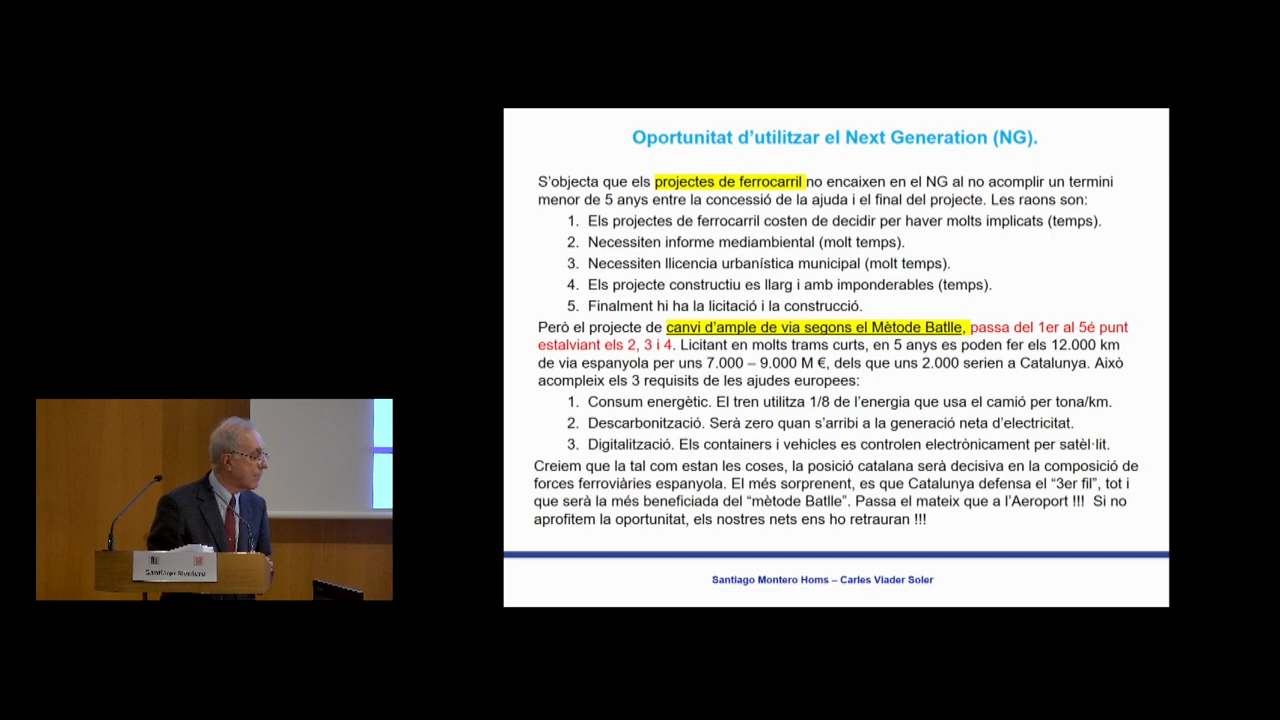 Oportunitat d’utilitzar el Next Generation (NG).
S’objecta que els projectes de ferrocarril no encaixen en el NG al no acomplir un termini
menor de 5 anys entre la concessió de la ajuda i el final del projecte. Les raons són:
1. Els projectes de ferrocarril costen de decidir per haver molts implicats (temps).
2. Necessiten informe mediambiental (molt temps).
3. Necessiten llicencia urbanística municipal (molt temps).
4. Els projecte constructiu es llarg i amb imponderables (temps).
5. Finalment hi ha la licitació i la construcció.
Però el projecte de canvi d’ample de via segons el Mètode Batlle, passa del 1er al 5é punt
estalviant els 2, 3 i 4. Licitant en molts trams curts, en 5 anys es poden fer els 12.000 km
de via espanyola per uns 7.000 – 9.000 M €, dels que uns 2.000 serien a Catalunya. Això
acompleix els 3 requisits de les ajudes europees:
1. Consum energètic. El tren utilitza 1/8 de l’energia que usa el camió per tona/km.
2. Descarbonització. Serà zero quan s’arribi a la generació neta d’electricitat.
3. Digitalització. Els containers i vehicles es controlen electrònicament per satèl·lit.
Creiem que la tal com estan les coses, la posició catalana serà decisiva en la composició de
forces ferroviàries espanyola. El més sorprenent, es que Catalunya defensa el “3er fil”, tot i
que serà la més beneficiada del “mètode Batlle”. Passa el mateix que a l’Aeroport !!! Si no
aprofitem la oportunitat, els nostres nets ens ho retrauran !!!
Santiago Montero Homs – Carles Viader Soler
Santiago Montero